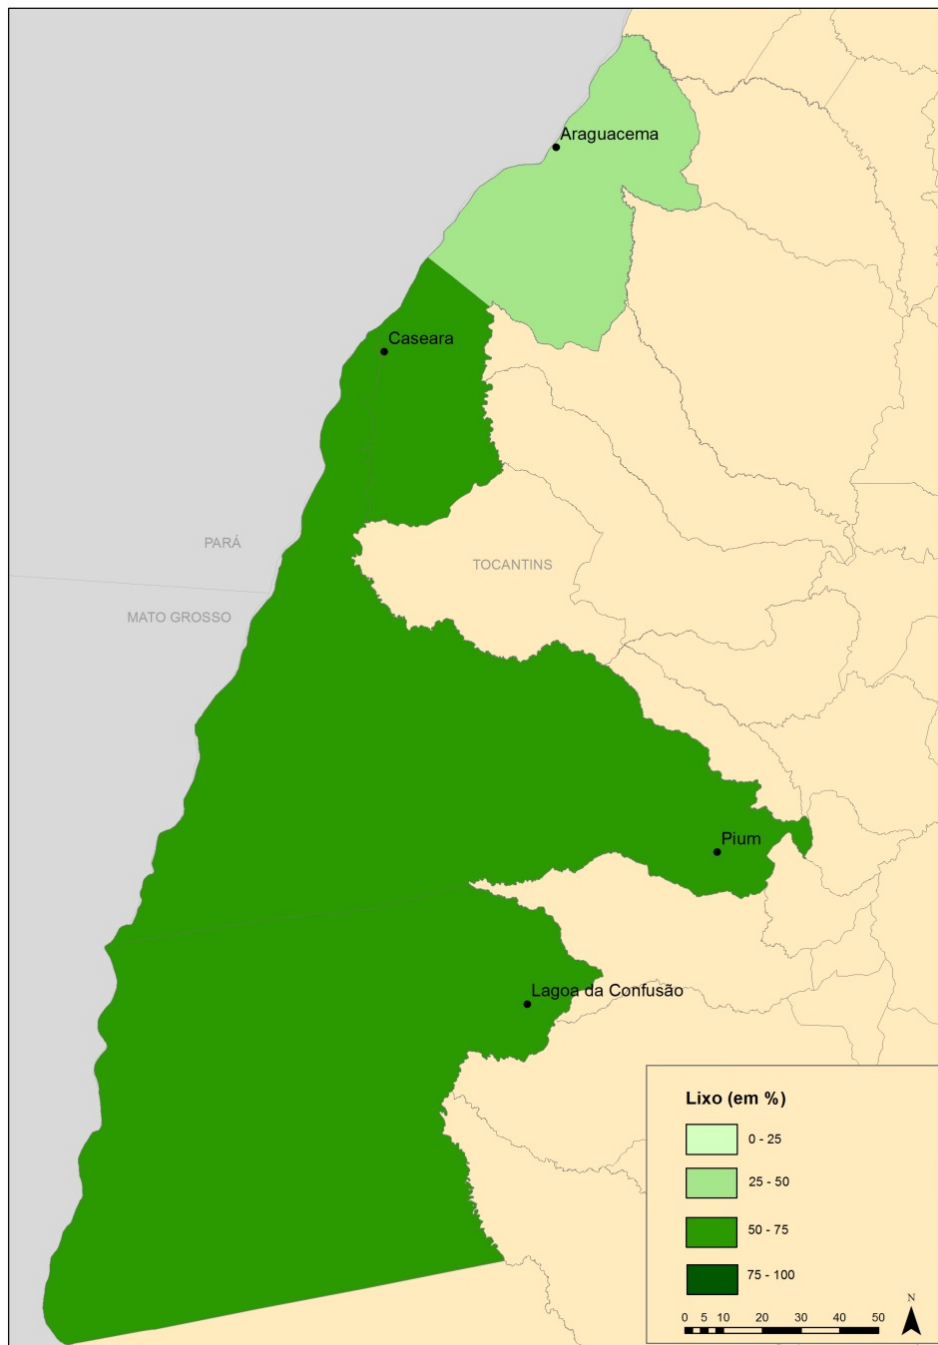 Araguacema
Caseara
PARÁ
TOCANTINS
MATO GROSSO
Pium
Lagoa da Confusão
Lixo (em %)
0 - 25
25 - 50
50 - 75
75 - 100
N
0 5 10 20 30 40 50